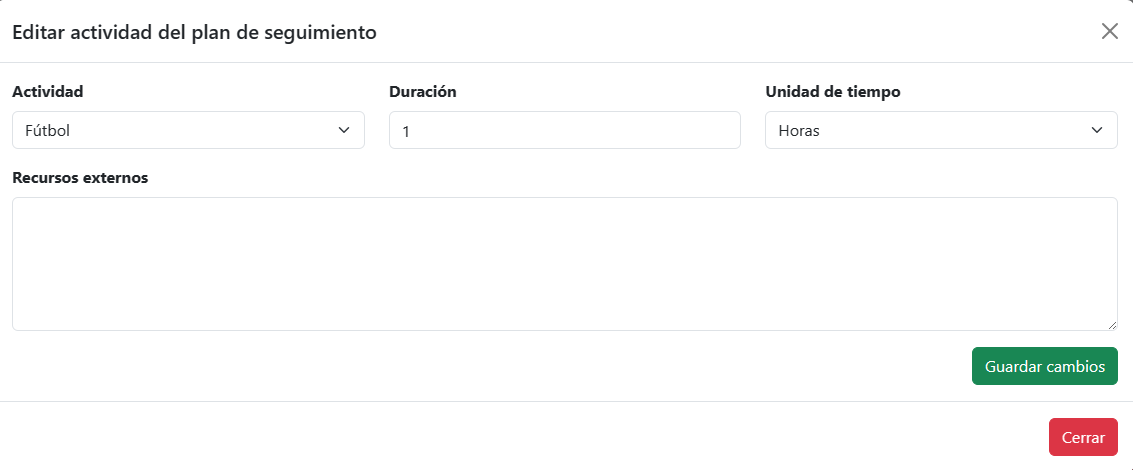 Editar actividad del plan de seguimiento
Actividad Duración Unidad de tiempo
Fútbol 1 Horas
Recursos externos
Guardar cambios
Cerrar